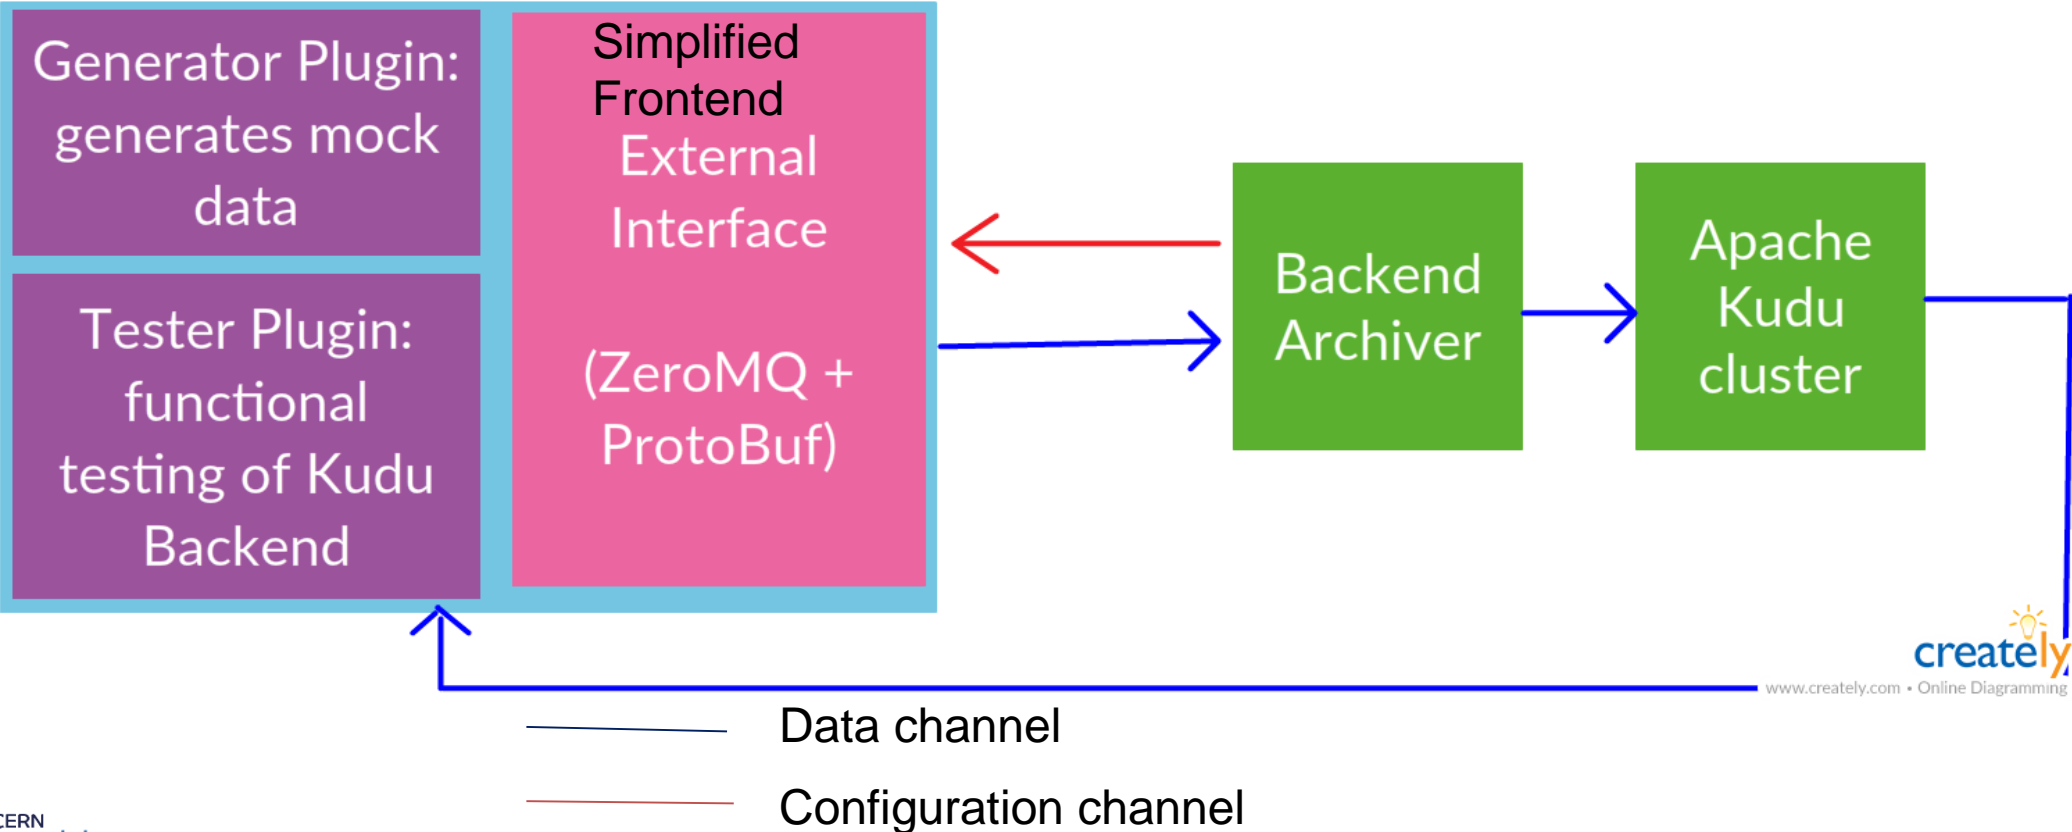 Generator Plugin:
generates mock
data
Tester Plugin:
functional
testing of Kudu
Backend
Simplified
Frontend
External
Interface
(ZeroMQ +
ProtoBuf)
Backend
Archiver
Apache
Kudu
cluster
creately
www.creately.com • Online Diagramming
Data channel
Configuration channel
CERN